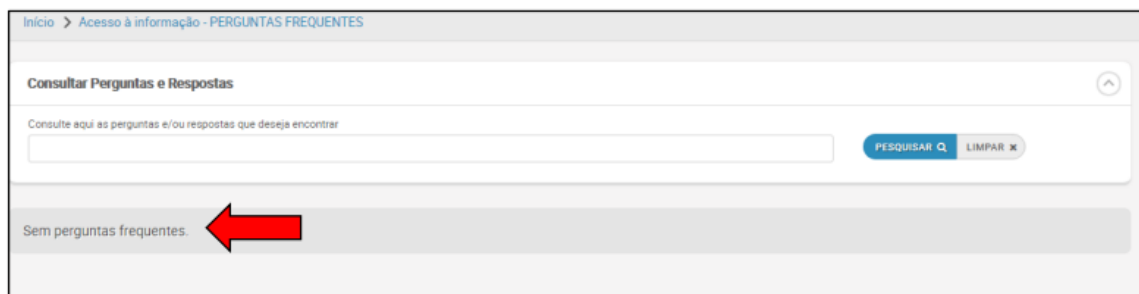 Início > Acesso à informação - PERGUNTAS FREQUENTES
Consultar Perguntas e Respostas
Consulte aqui as perguntas e/ou respostas que deseja encontrar
PESQUISAR LIMPAR ×
Sem perguntas frequentes.